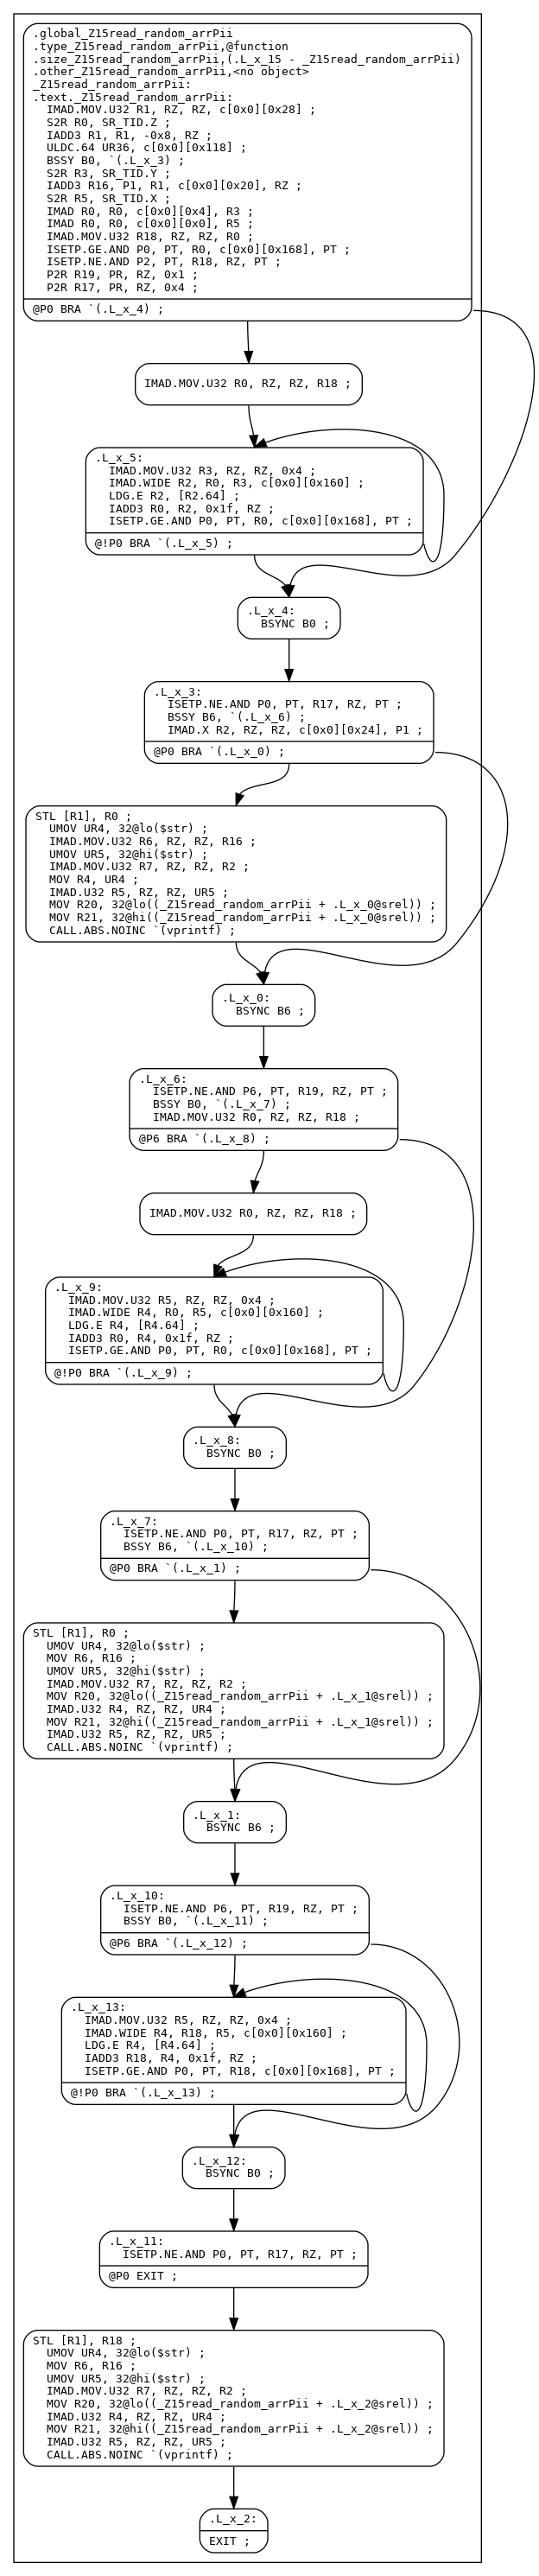 .global_Z15read_random_arrPii
.type_Z15read_random_arrPii,@function
.size_Z15read_random_arrPii,(.L_x_15 - _Z15read_random_arrPii)
.other_Z15read_random_arrPii,<no object>
_Z15read_random_arrPii:
.text._Z15read_random_arrPii:
IMAD.MOV.U32 R1, RZ, RZ, c[0x0][0x28] ;
S2R R0, SR_TID.Z ;
IADD3 R1, R1, -0x8, RZ ;
ULDC.64 UR36, c[0x0][0x118] ;
BSSY B0, `(.L_x_3) ;
S2R R3, SR_TID.Y ;
IADD3 R16, P1, R1, c[0x0][0x20], RZ ;
S2R R5, SR_TID.X ;
IMAD R0, R0, c[0x0][0x4], R3 ;
IMAD R0, R0, c[0x0][0x0], R5 ;
IMAD.MOV.U32 R18, RZ, RZ, R0 ;
ISETP.GE.AND P0, PT, R0, c[0x0][0x168], PT ;
ISETP.NE.AND P2, PT, R18, RZ, PT ;
P2R R19, PR, RZ, 0x1 ;
P2R R17, PR, RZ, 0x4 ;
@P0 BRA `(.L_x_4) ;
IMAD.MOV.U32 R0, RZ, RZ, R18 ;
.L_x_5:
IMAD.MOV.U32 R3, RZ, RZ, 0x4 ;
IMAD.WIDE R2, R0, R3, c[0x0][0x160] ;
LDG.E R2, [R2.64] ;
IADD3 R0, R2, 0x1f, RZ ;
ISETP.GE.AND P0, PT, R0, c[0x0][0x168], PT ;
@!P0 BRA `(.L_x_5) ;
.L_x_4:
BSYNC B0 ;
.L_x_3:
ISETP.NE.AND P0, PT, R17, RZ, PT ;
BSSY B6, `(.L_x_6) ;
IMAD.X R2, RZ, RZ, c[0x0][0x24], P1 ;
@P0 BRA `(.L_x_0) ;
STL [R1], R0 ;
UMOV UR4, 32@lo($str) ;
IMAD.MOV.U32 R6, RZ, RZ, R16 ;
UMOV UR5, 32@hi($str) ;
IMAD.MOV.U32 R7, RZ, RZ, R2 ;
MOV R4, UR4 ;
IMAD.U32 R5, RZ, RZ, UR5 ;
MOV R20, 32@lo((_Z15read_random_arrPii + .L_x_0@srel)) ;
MOV R21, 32@hi((_Z15read_random_arrPii + .L_x_0@srel)) ;
CALL.ABS.NOINC `(vprintf) ;
.L_x_0:
BSYNC B6 ;
.L_x_6:
ISETP.NE.AND P6, PT, R19, RZ, PT ;
BSSY B0, `(.L_x_7) ;
IMAD.MOV.U32 R0, RZ, RZ, R18 ;
@P6 BRA `(.L_x_8) ;
IMAD.MOV.U32 R0, RZ, RZ, R18 ;
.L_x_9:
IMAD.MOV.U32 R5, RZ, RZ, 0x4 ;
IMAD.WIDE R4, R0, R5, c[0x0][0x160] ;
LDG.E R4, [R4.64] ;
IADD3 R0, R4, 0x1f, RZ ;
ISETP.GE.AND P0, PT, R0, c[0x0][0x168], PT ;
@!P0 BRA `(.L_x_9) ;
.L_x_8:
BSYNC B0 ;
.L_x_7:
ISETP.NE.AND P0, PT, R17, RZ, PT ;
BSSY B6, `(.L_x_10) ;
@P0 BRA `(.L_x_1) ;
STL [R1], R0 ;
UMOV UR4, 32@lo($str) ;
MOV R6, R16 ;
UMOV UR5, 32@hi($str) ;
IMAD.MOV.U32 R7, RZ, RZ, R2 ;
MOV R20, 32@lo((_Z15read_random_arrPii + .L_x_1@srel)) ;
IMAD.U32 R4, RZ, RZ, UR4 ;
MOV R21, 32@hi((_Z15read_random_arrPii + .L_x_1@srel)) ;
IMAD.U32 R5, RZ, RZ, UR5 ;
CALL.ABS.NOINC `(vprintf) ;
.L_x_1:
BSYNC B6 ;
.L_x_10:
ISETP.NE.AND P6, PT, R19, RZ, PT ;
BSSY B0, `(.L_x_11) ;
@P6 BRA `(.L_x_12) ;
.L_x_13:
IMAD.MOV.U32 R5, RZ, RZ, 0x4 ;
IMAD.WIDE R4, R18, R5, c[0x0][0x160] ;
LDG.E R4, [R4.64] ;
IADD3 R18, R4, 0x1f, RZ ;
ISETP.GE.AND P0, PT, R18, c[0x0][0x168], PT ;
@!P0 BRA `(.L_x_13) ;
.L_x_12:
BSYNC B0 ;
.L_x_11:
ISETP.NE.AND P0, PT, R17, RZ, PT ;
@P0 EXIT ;
STL [R1], R18 ;
UMOV UR4, 32@lo($str) ;
MOV R6, R16 ;
UMOV UR5, 32@hi($str) ;
IMAD.MOV.U32 R7, RZ, RZ, R2 ;
MOV R20, 32@lo((_Z15read_random_arrPii + .L_x_2@srel)) ;
IMAD.U32 R4, RZ, RZ, UR4 ;
MOV R21, 32@hi((_Z15read_random_arrPii + .L_x_2@srel)) ;
IMAD.U32 R5, RZ, RZ, UR5 ;
CALL.ABS.NOINC `(vprintf) ;
.L_x_2:
EXIT ;